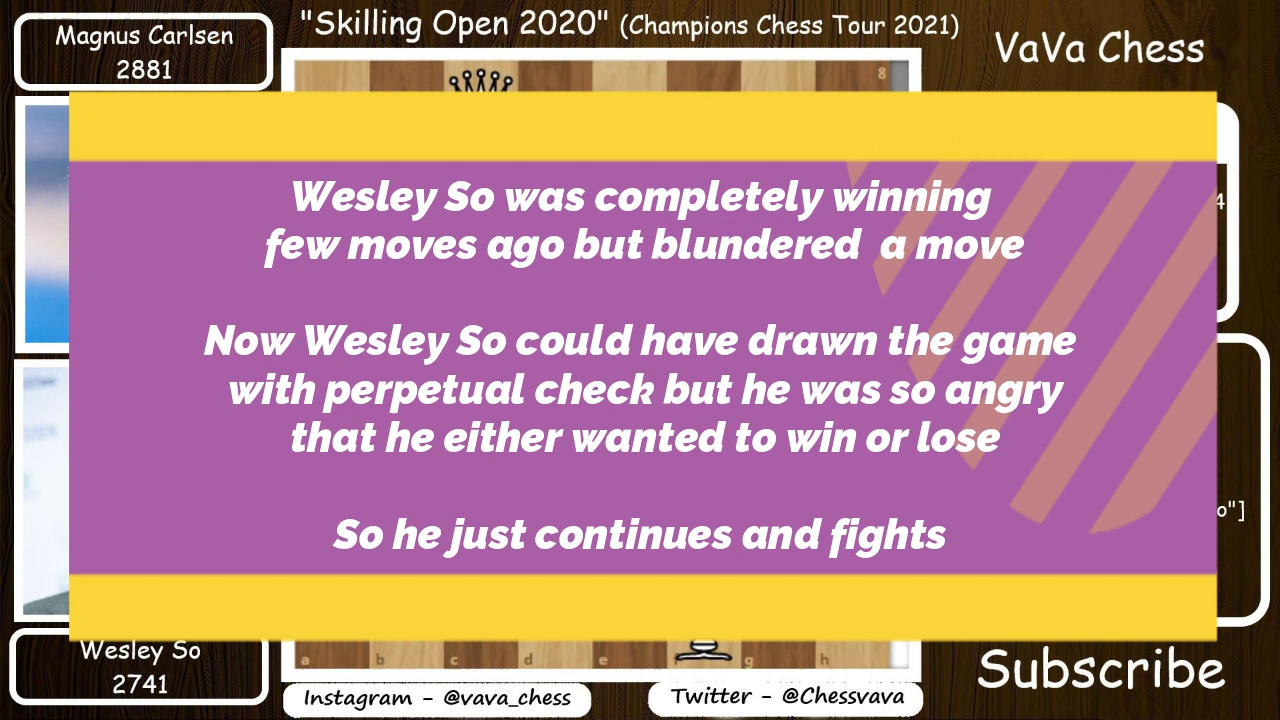 Magnus Carlsen
2881
"Skilling Open 2020" (Champions Chess Tour 2021)
VaVa Chess
8
4
Wesley So was completely winning
few moves ago but blundered a move
Now Wesley So could have drawn the game
with perpetual check but he was so angry
that he either wanted to win or lose
So he just continues and fights
o"]
Wesley So
2741
a b c d e g h
Instagram - @vava_chess
Twitter - @Chessvava
Subscribe